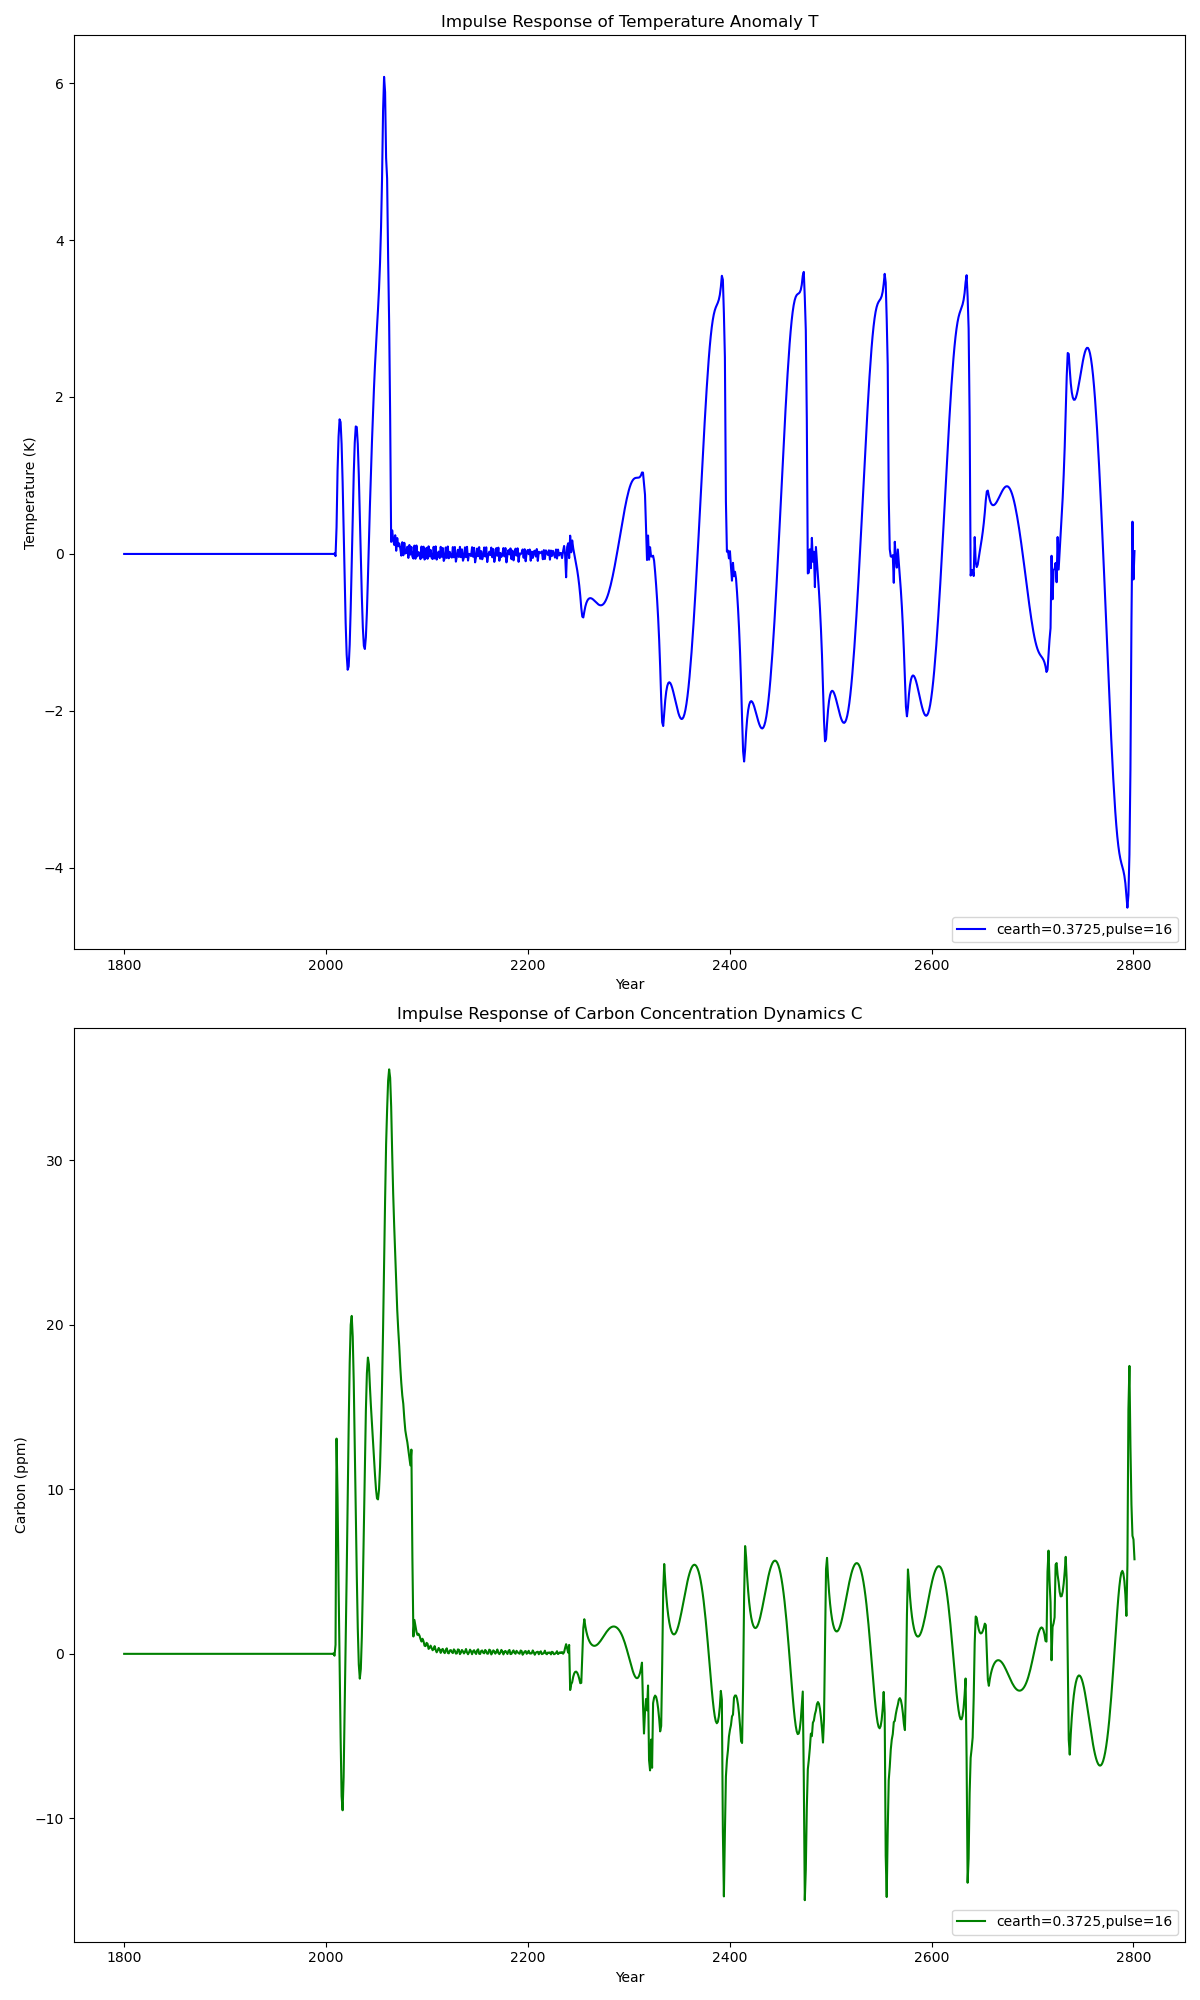 Impulse Response of Temperature Anomaly T
6
4
2
0
−2
−4
Temperature (K)
1800 2000 2200 2400 2600 2800
Year
cearth=0.3725,pulse=16
Impulse Response of Carbon Concentration Dynamics C
30
20
10
0
−10
Carbon (ppm)
1800 2000 2200 2400 2600 2800
Year
cearth=0.3725,pulse=16